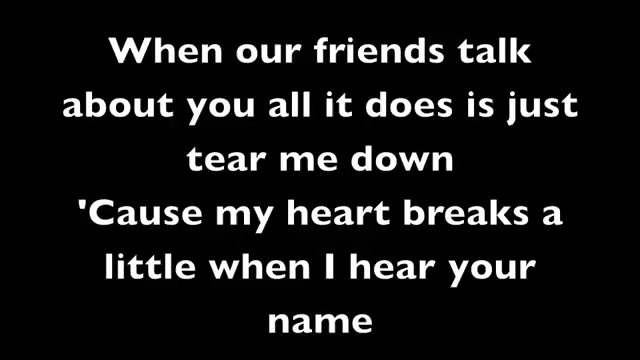 When our friends talk
about you all it does is just
tear me down
'Cause my heart breaks a
little when I hear your
name